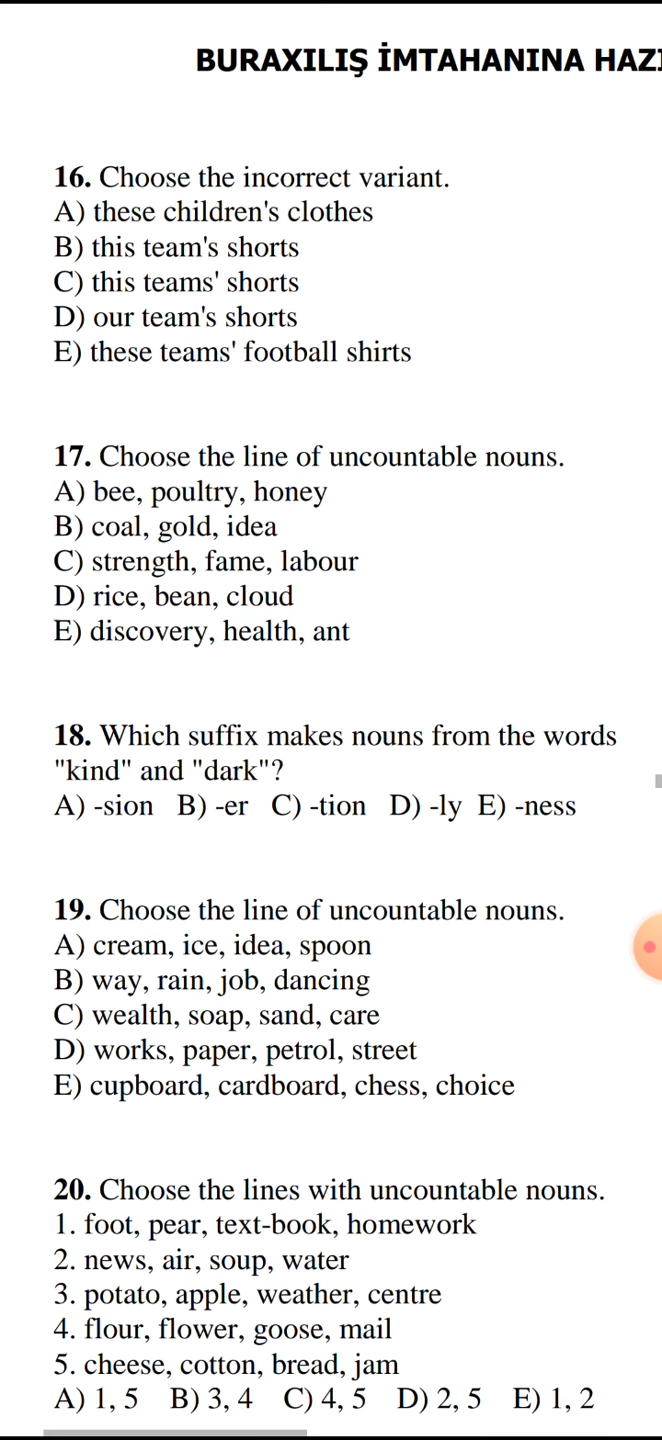 BURAXILIŞ İMTAHANINA HAZI
16. Choose the incorrect variant.
A) these children's clothes
B) this team's shorts
C) this teams' shorts
D) our team's shorts
E) these teams' football shirts
17. Choose the line of uncountable nouns.
A) bee, poultry, honey
B) coal, gold, idea
C) strength, fame, labour
D) rice, bean, cloud
E) discovery, health, ant
18. Which suffix makes nouns from the words
"kind" and "dark"?
A) -sion B) -er C) -tion D) -ly E) -ness
19. Choose the line of uncountable nouns.
A) cream, ice, idea, spoon
B) way, rain, job, dancing
C) wealth, soap, sand, care
D) works, paper, petrol, street
E) cupboard, cardboard, chess, choice
20. Choose the lines with uncountable nouns.
1. foot, pear, text-book, homework
2. news, air, soup, water
3. potato, apple, weather, centre
4. flour, flower, goose, mail
5. cheese, cotton, bread, jam
A) 1, 5 B) 3, 4 C) 4, 5 D) 2, 5 E) 1, 2